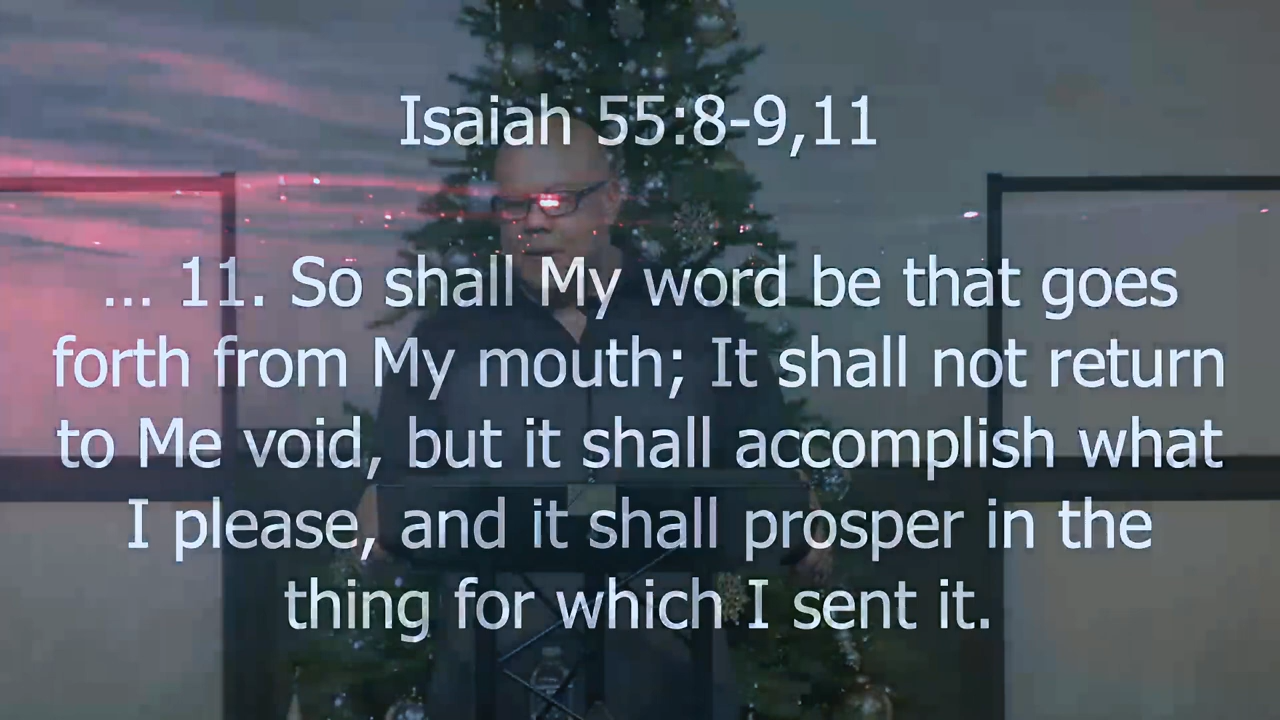 Isaiah 55:8-9,11
... 11. So shall My word be that goes
forth from My mouth; It shall not return
to Me void, but it shall accomplish what
I please, and it shall prosper in the
thing for which I sent it.